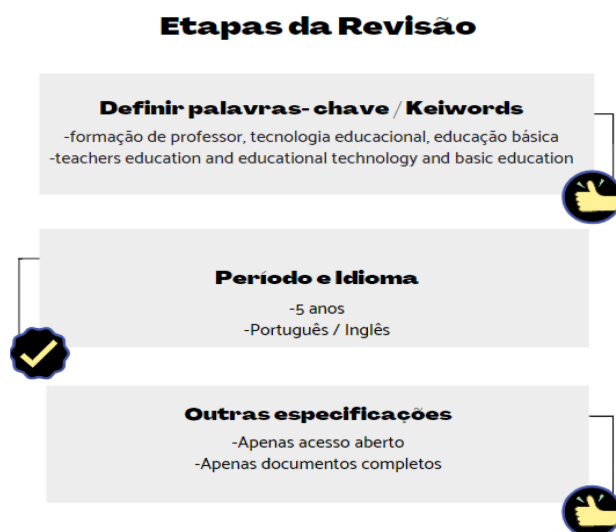 Etapas da Revisão
Definir palavras- chave / Keiwords
-formação de professor, tecnologia educacional, educação básica
-teachers education and educational technology and basic education
Período e Idioma
-5 anos
-Português / Inglês
Outras especificações
-Apenas acesso aberto
-Apenas documentos completos